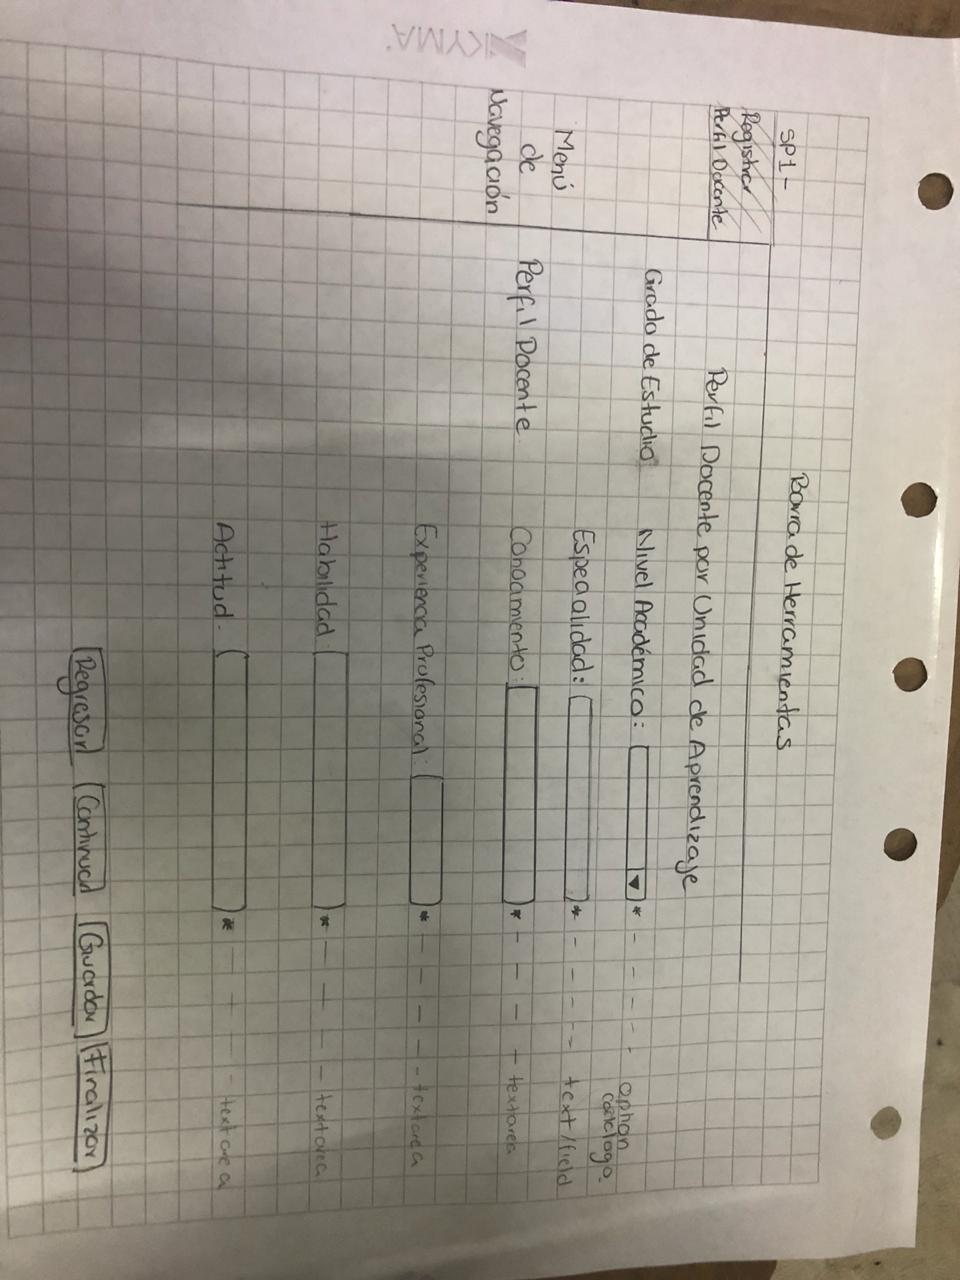 KYMA
SP1-
Registrar
Perfil Docente
Barra de Herramientas
Perfil Docente por Unidad de Aprendizaje
Menú
de
Navegación
Grado de Estudio
Nivel Académico: * - - - - option
catálogo.
Especialidad: * - - - - text/field
Perfil Docente
Conocimiento: * - - - - textarea
Experiencia Profesional: * - - - - - textarea
Habilidad: * - - - - textarea
Actitud. * - - - - textarea
Regresar Continuar Guardar Finalizar